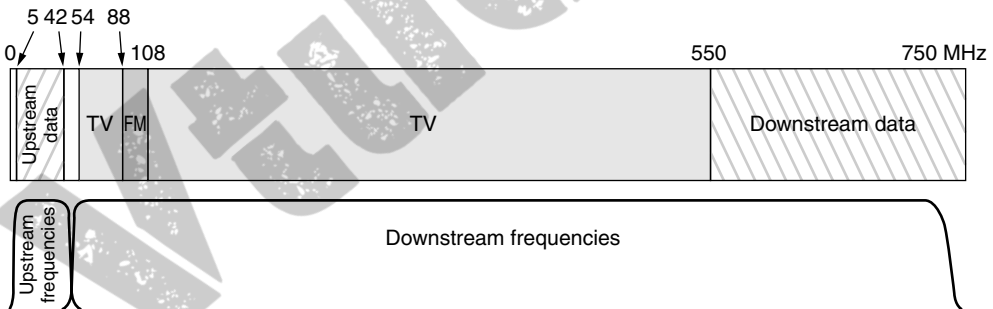 5 42 54 88
0 108 550 750 MHz
Upstream
data
TV FM TV Downstream data
Upstream
frequencies
Downstream frequencies